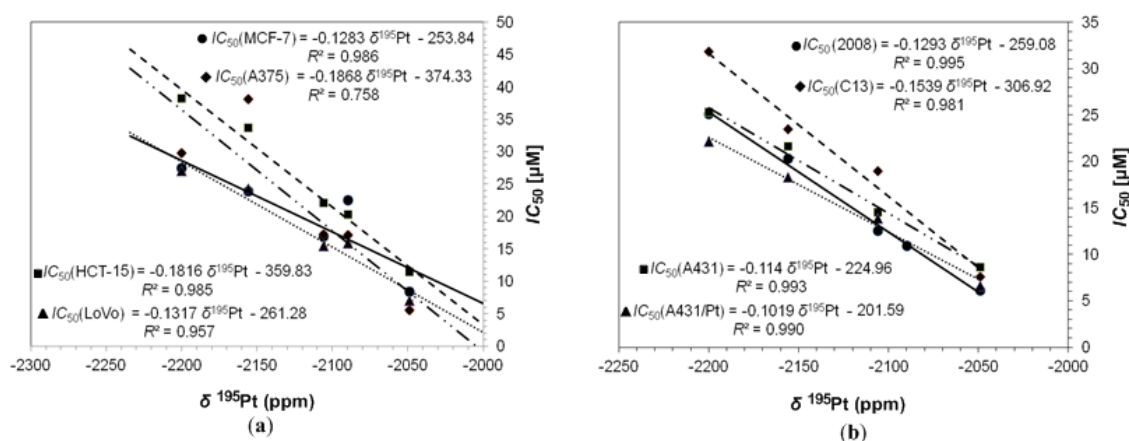 IC50(MCF-7) = -0.1283 δ195Pt - 253.84
R² = 0.986
IC50(A375) = -0.1868 δ195Pt - 374.33
R² = 0.758
IC50(HCT-15) = -0.1816 δ195Pt - 359.83
R² = 0.985
IC50(LoVo) = -0.1317 δ195Pt - 261.28
R² = 0.957
50
45
40
35
30
25
20
15
10
5
0
IC50 [µM]
-2300 -2250 -2200 -2150 -2100 -2050 -2000
δ 195Pt (ppm)
(a)
IC50(2008) = -0.1293 δ195Pt - 259.08
R² = 0.995
IC50(C13) = -0.1539 δ195Pt - 306.92
R² = 0.981
IC50(A431) = -0.114 δ195Pt - 224.96
R² = 0.993
IC50(A431/Pt) = -0.1019 δ195Pt - 201.59
R² = 0.990
35
30
25
20
15
10
5
0
IC50 [µM]
-2250 -2200 -2150 -2100 -2050 -2000
δ 195Pt (ppm)
(b)